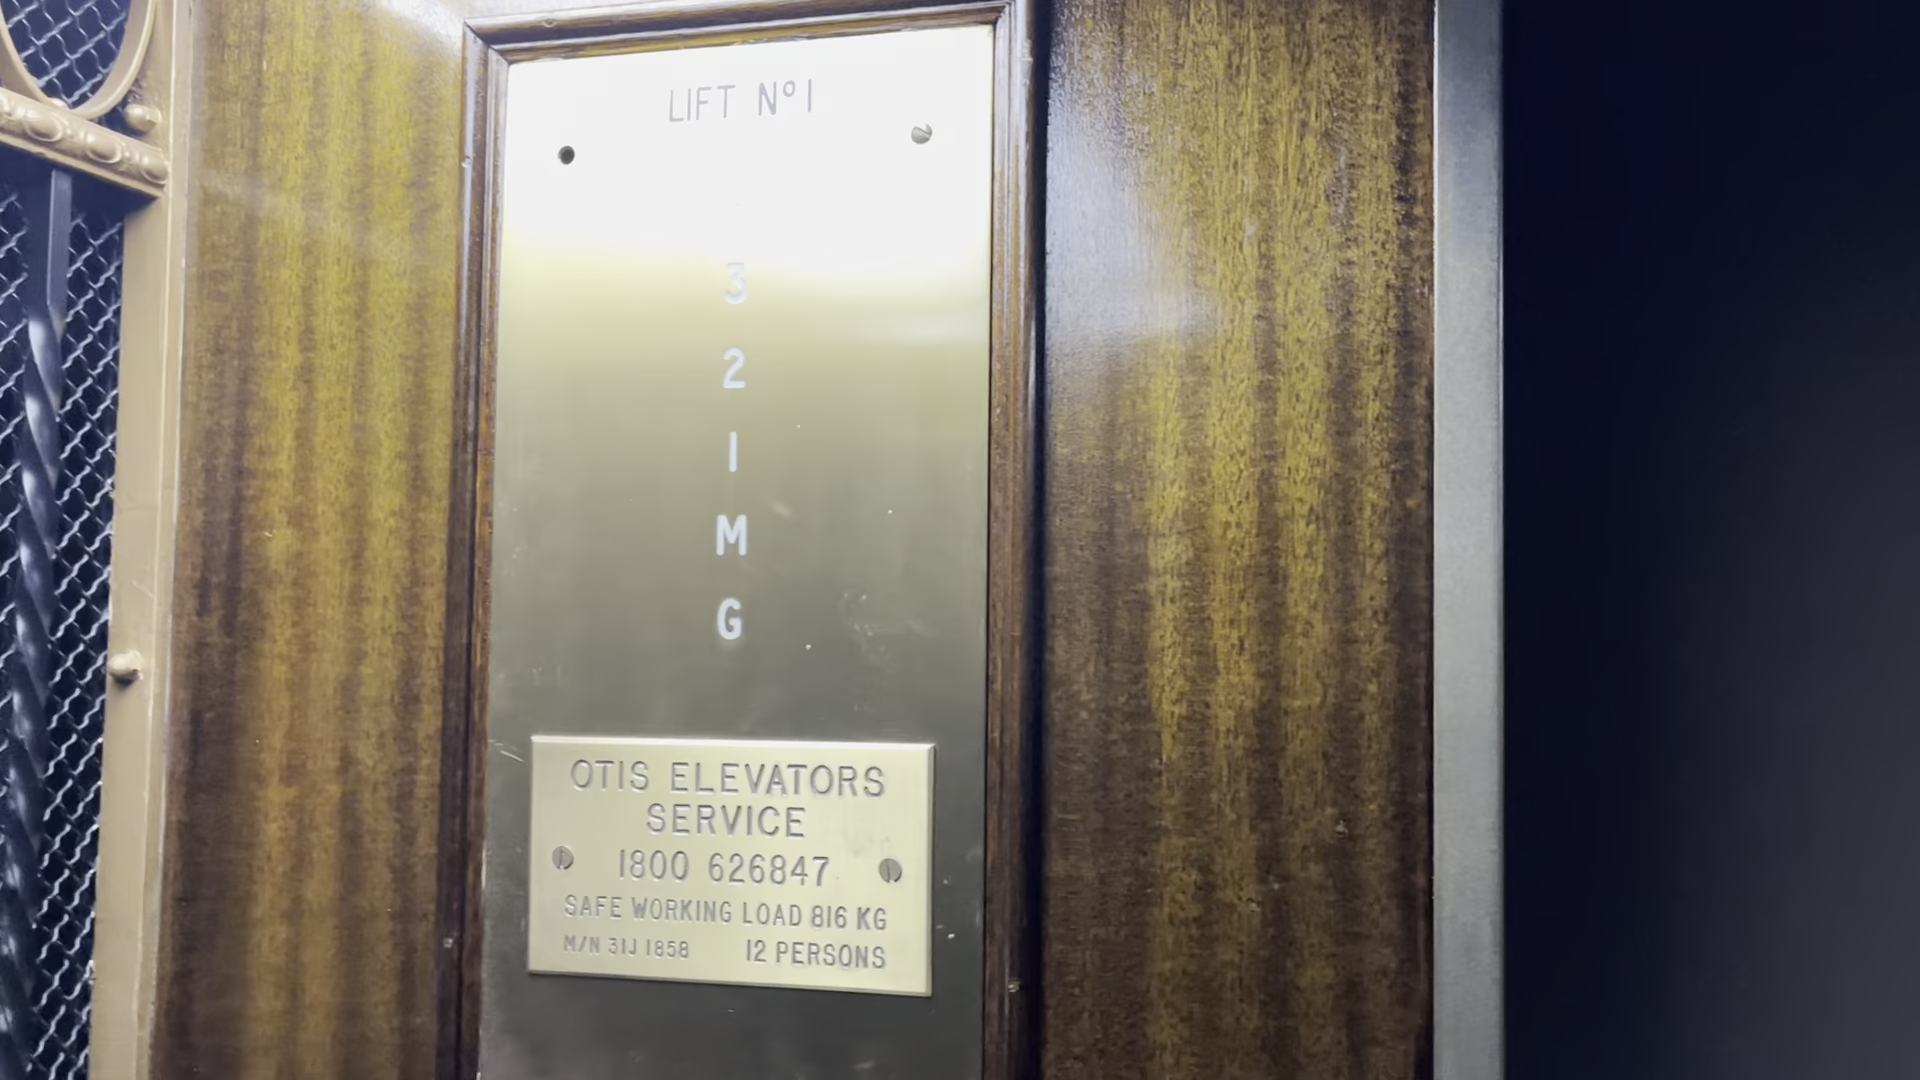 LIFT Nº 1
3
2
1
M
G
OTIS ELEVATORS
SERVICE
1800 626847
SAFE WORKING LOAD 816 KG
M/N 31J 1858 12 PERSONS